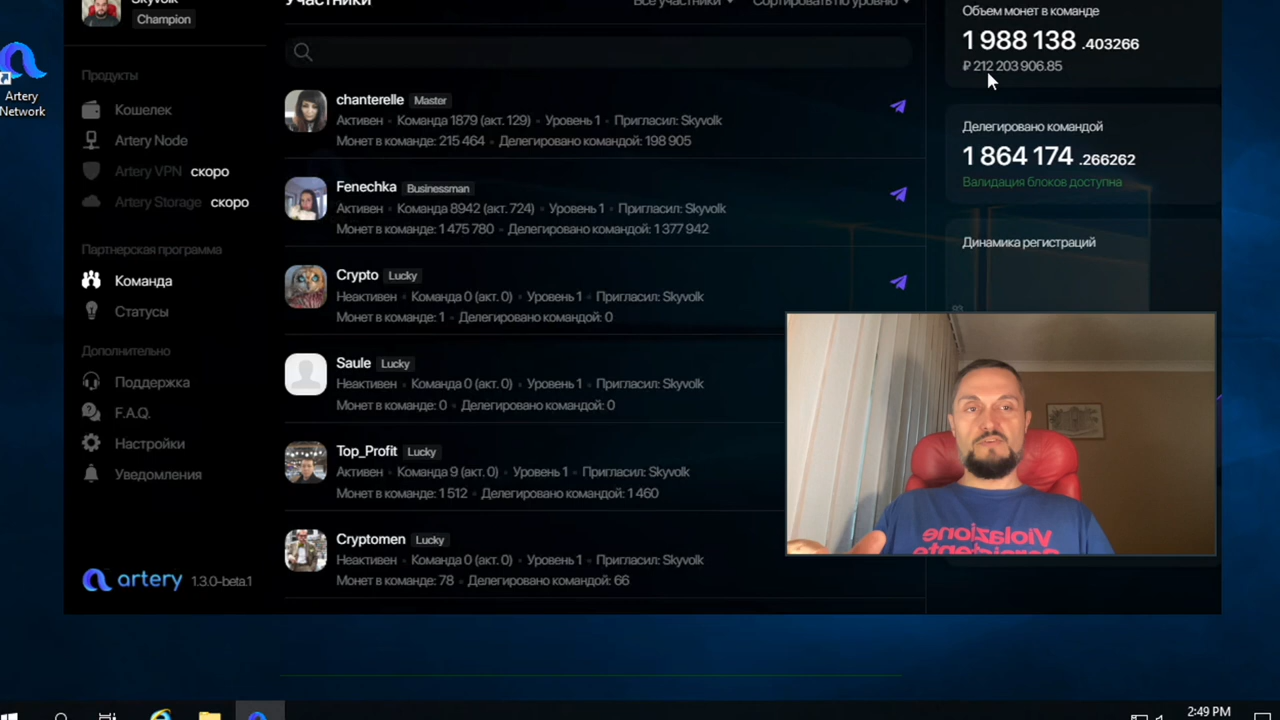 Skyvolk
Champion
Artery
Network
Продукты
Кошелек
Artery Node
Artery VPN скоро
Artery Storage скоро
Партнерская программа
Команда
Статусы
Дополнительно
Поддержка
F.A.Q.
Настройки
Уведомления
artery 1.3.0-beta.1
Участники
Все участники
Сортировать по уровню
chanterelle Master
Активен • Команда 1879 (акт. 129) • Уровень 1 • Пригласил: Skyvolk
Монет в команде: 215 464 • Делегировано командой: 198 905
Fenechka Businessman
Активен • Команда 8942 (акт. 724) • Уровень 1 • Пригласил: Skyvolk
Монет в команде: 1 475 780 • Делегировано командой: 1 377 942
Crypto Lucky
Неактивен • Команда 0 (акт. 0) • Уровень 1 • Пригласил: Skyvolk
Монет в команде: 1 • Делегировано командой: 0
Saule Lucky
Неактивен • Команда 0 (акт. 0) • Уровень 1 • Пригласил: Skyvolk
Монет в команде: 0 • Делегировано командой: 0
Top_Profit Lucky
Активен • Команда 9 (акт. 0) • Уровень 1 • Пригласил: Skyvolk
Монет в команде: 1 512 • Делегировано командой: 1 460
Cryptomen Lucky
Неактивен • Команда 0 (акт. 0) • Уровень 1 • Пригласил: Skyvolk
Монет в команде: 78 • Делегировано командой: 66
Объем монет в команде
1 988 138 .403266
₽ 212 203 906.85
Делегировано командой
1 864 174 .266262
Валидация блоков доступна
Динамика регистраций
Violazione
2:49 PM